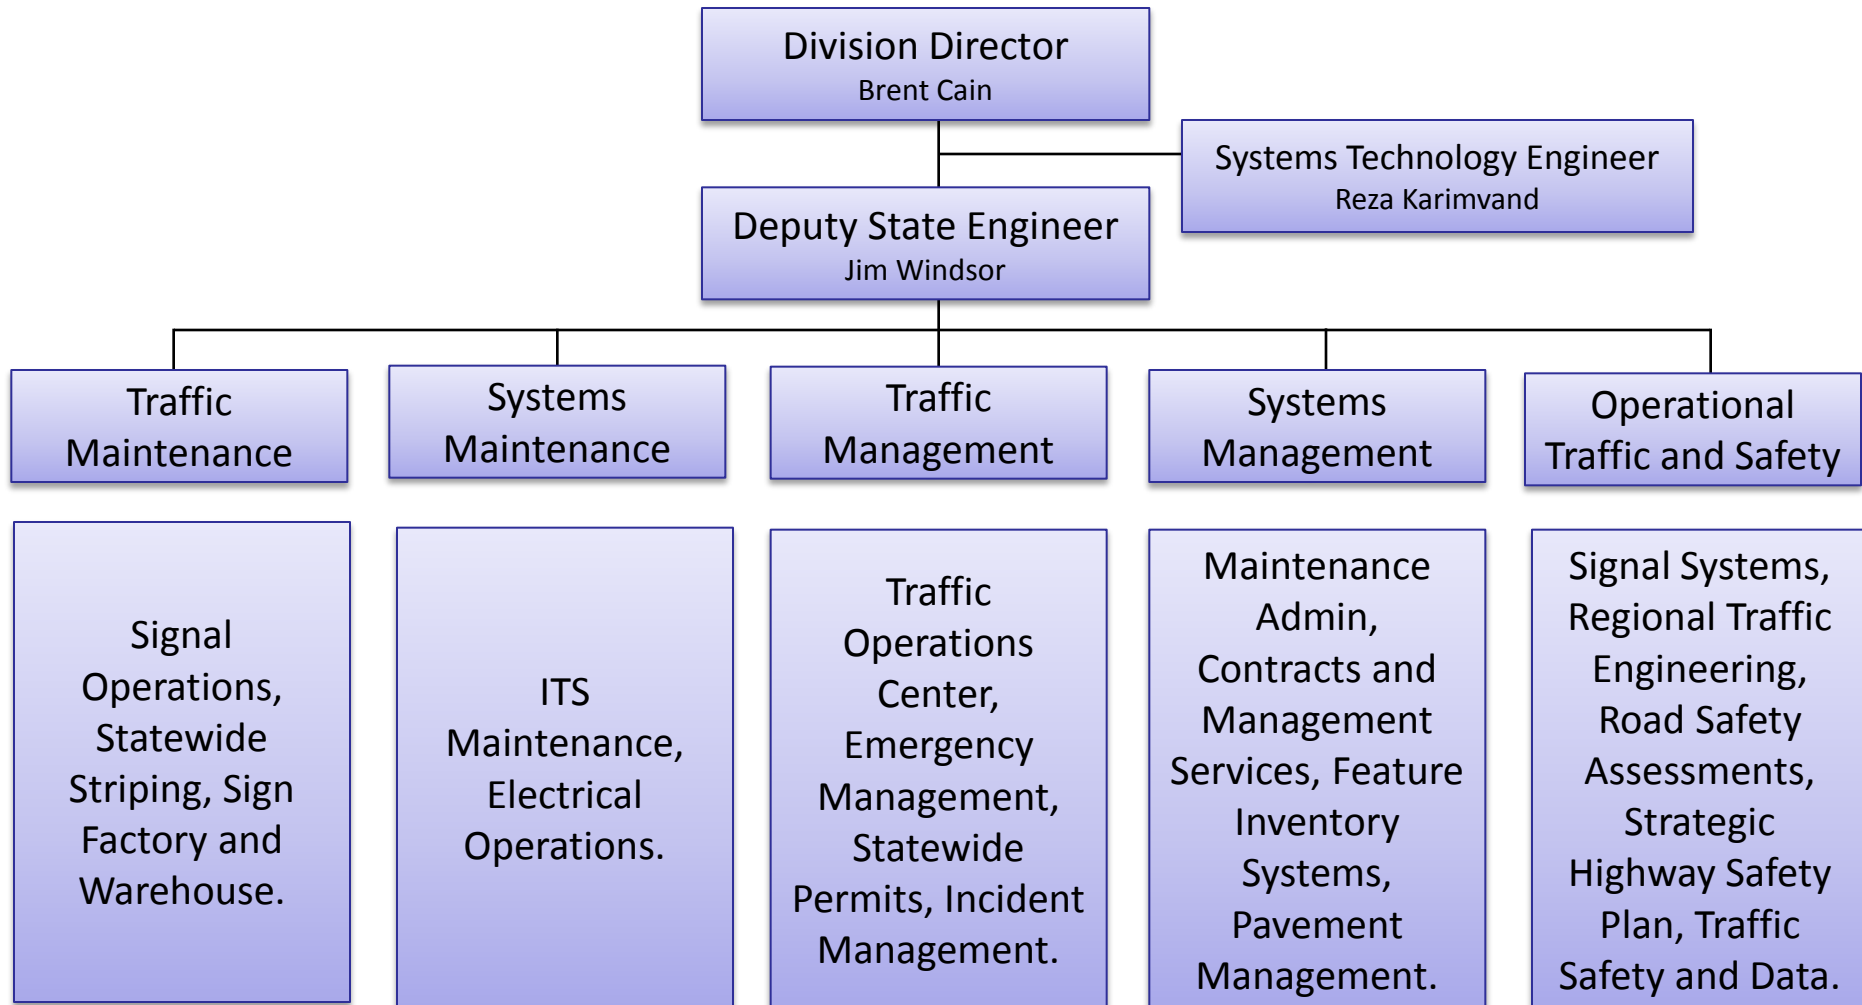 Division Director
Brent Cain
Systems Technology Engineer
Reza Karimvand
Deputy State Engineer
Jim Windsor
Traffic
Maintenance
Systems
Maintenance
Traffic
Management
Systems
Management
Operational
Traffic and Safety
Signal
Operations,
Statewide
Striping, Sign
Factory and
Warehouse.
ITS
Maintenance,
Electrical
Operations.
Traffic
Operations
Center,
Emergency
Management,
Statewide
Permits, Incident
Management.
Maintenance
Admin,
Contracts and
Management
Services, Feature
Inventory
Systems,
Pavement
Management.
Signal Systems,
Regional Traffic
Engineering,
Road Safety
Assessments,
Strategic
Highway Safety
Plan, Traffic
Safety and Data.